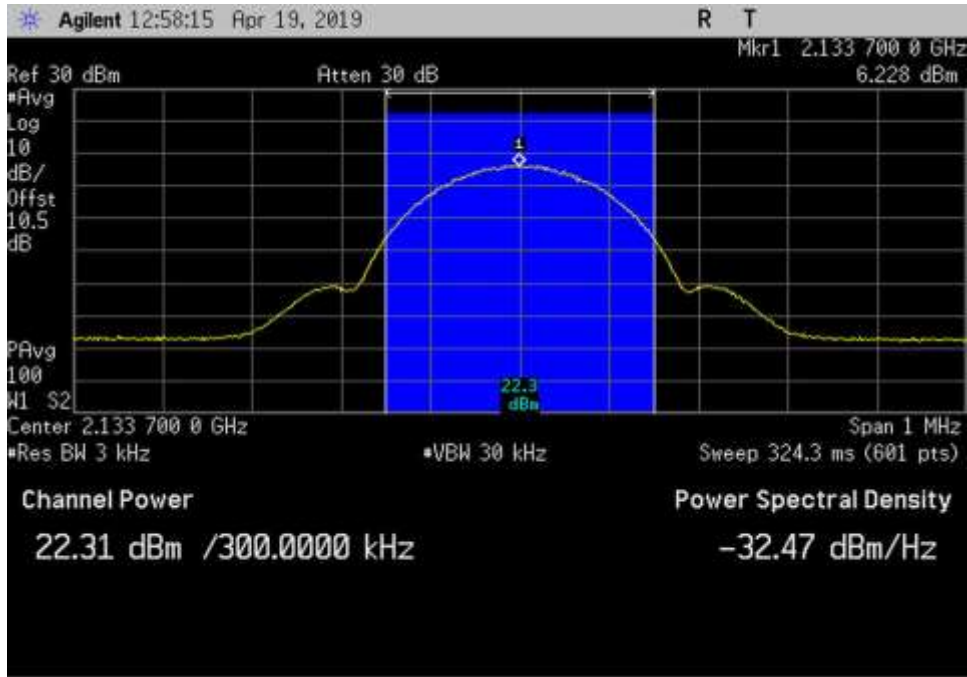 Agilent 12:58:15 Apr 19, 2019 R T
Mkr1 2.133 700 0 GHz
Ref 30 dBm Atten 30 dB 6.228 dBm
#Avg
Log
10
dB/
Offst
10.5
dB
1
PAvg
100
W1 S2
22.3
dBm
Center 2.133 700 0 GHz Span 1 MHz
#Res BW 3 kHz #VBW 30 kHz Sweep 324.3 ms (601 pts)
Channel Power Power Spectral Density
22.31 dBm /300.0000 kHz -32.47 dBm/Hz